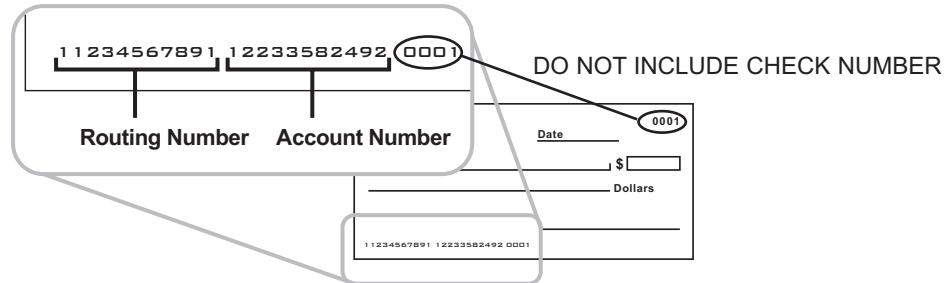 11234567891 12233582492 0001
DO NOT INCLUDE CHECK NUMBER
Routing Number Account Number
0001
Date
$
Dollars
11234567891 12233582492 0001